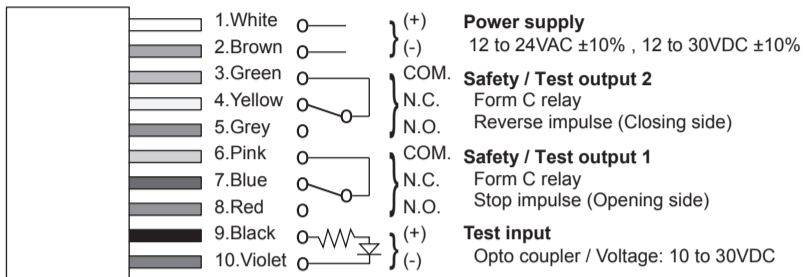 1.White (+) Power supply
2.Brown (-) 12 to 24VAC ±10% , 12 to 30VDC ±10%
3.Green COM. Safety / Test output 2
4.Yellow N.C. Form C relay
5.Grey N.O. Reverse impulse (Closing side)
6.Pink COM. Safety / Test output 1
7.Blue N.C. Form C relay
8.Red N.O. Stop impulse (Opening side)
9.Black (+) Test input
10.Violet (-) Opto coupler / Voltage: 10 to 30VDC